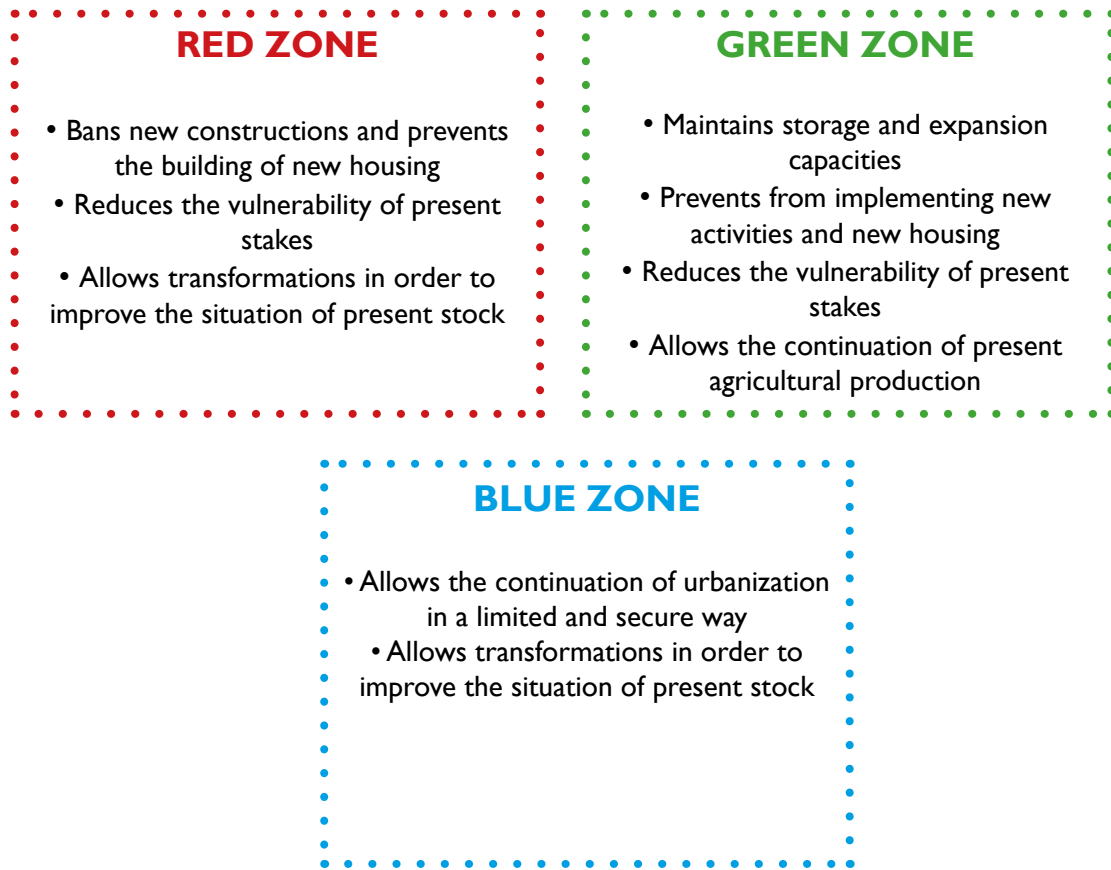 RED ZONE
• Bans new constructions and prevents
the building of new housing
• Reduces the vulnerability of present
stakes
• Allows transformations in order to
improve the situation of present stock
GREEN ZONE
• Maintains storage and expansion
capacities
• Prevents from implementing new
activities and new housing
• Reduces the vulnerability of present
stakes
• Allows the continuation of present
agricultural production
BLUE ZONE
• Allows the continuation of urbanization
in a limited and secure way
• Allows transformations in order to
improve the situation of present stock